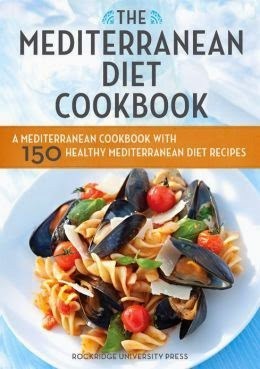 THE
MEDITERRANEAN
DIET
COOKBOOK
A MEDITERRANEAN COOKBOOK WITH
150 HEALTHY MEDITERRANEAN DIET RECIPES
ROCKRIDGE UNIVERSITY PRESS